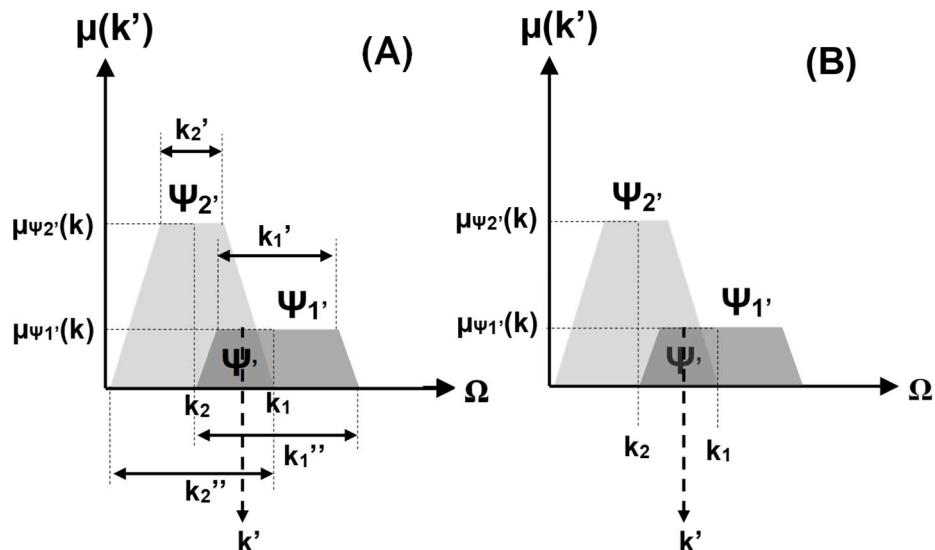 μ(k')
(A)
k₂'
Ψ₂'
μΨ₂'(k)
k₁'
Ψ₁'
μΨ₁'(k)
Ψ'
Ω
k₂
k₁
k₁''
k₂''
k'
μ(k')
(B)
Ψ₂'
μΨ₂'(k)
Ψ₁'
μΨ₁'(k)
Ψ'
Ω
k₂
k₁
k'